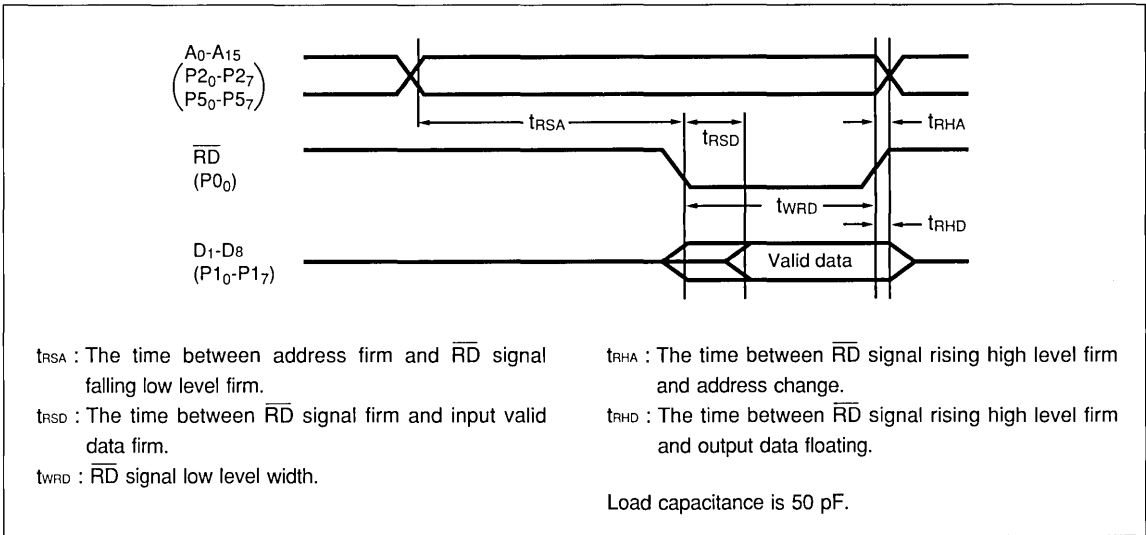 A0-A15
(P20-P27
P50-P57)
tRSA
tRSD
tRHA
RD
(P00)
tWRD
tRHD
D1-D8
(P10-P17)
Valid data
tRSA : The time between address firm and RD signal
falling low level firm.
tRSD : The time between RD signal firm and input valid
data firm.
tWRD : RD signal low level width.
tRHA : The time between RD signal rising high level firm
and address change.
tRHD : The time between RD signal rising high level firm
and output data floating.
Load capacitance is 50 pF.